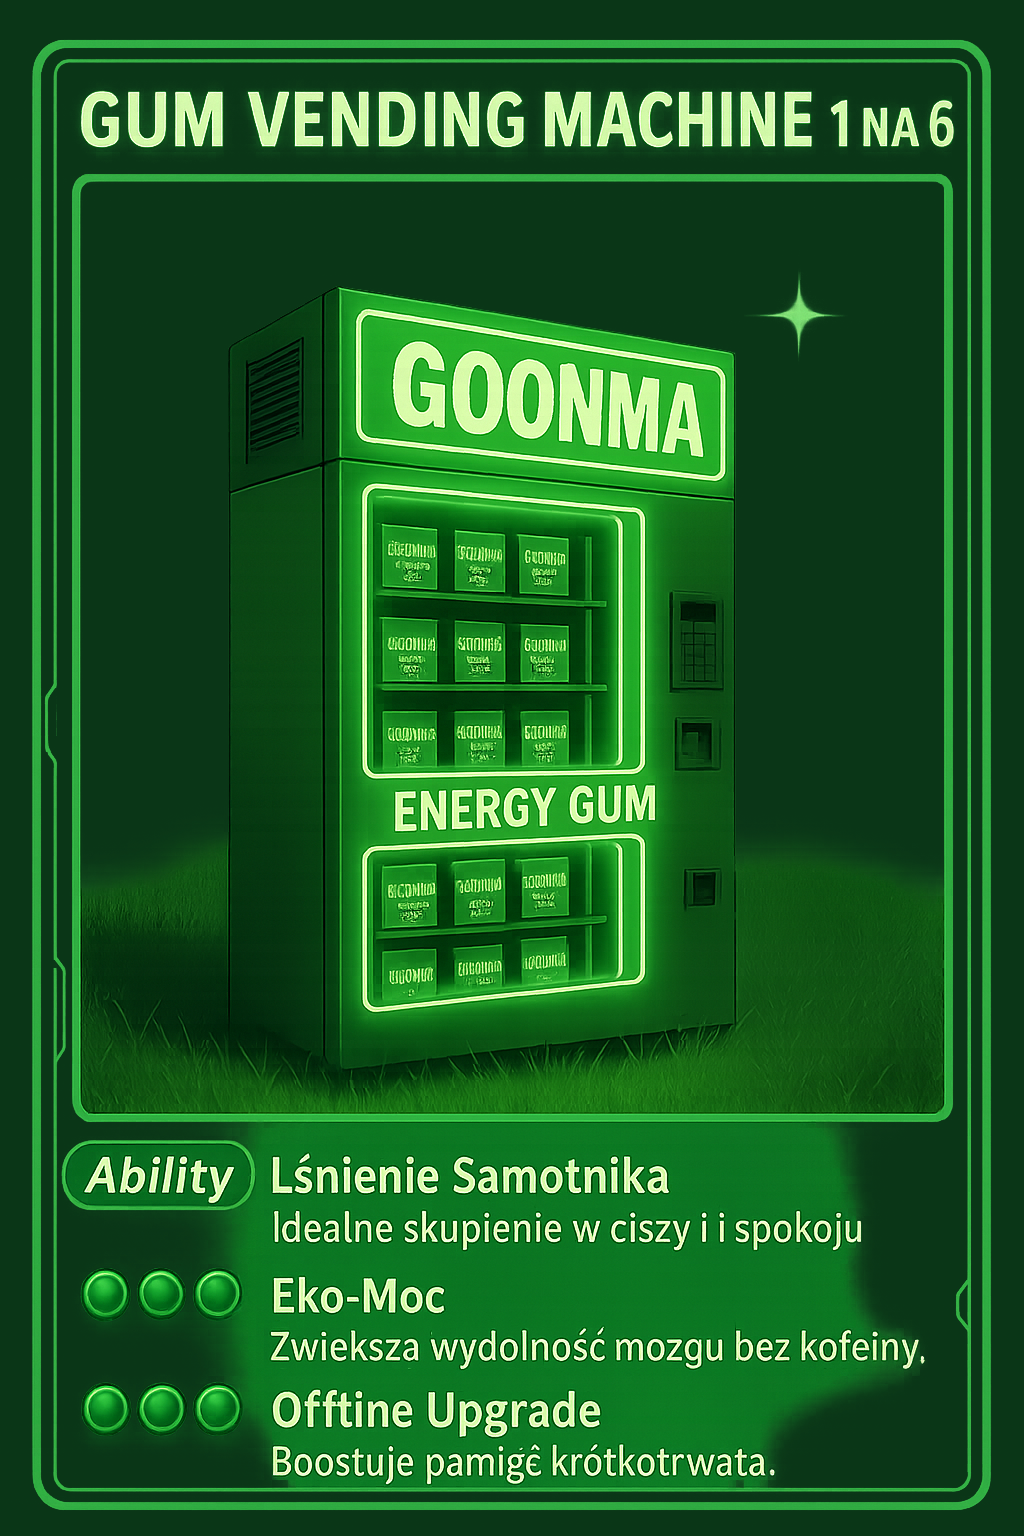 GUM VENDING MACHINE 1 NA 6
GOONMA
ENERGY GUM
Ability
Lśnienie Samotnika
Idealne skupienie w ciszy i i spokoju
Eko-Moc
Zwieksza wydolność mozgu bez kofeiny.
Offtine Upgrade
Boostuje pamigĉ krótkotrwata.